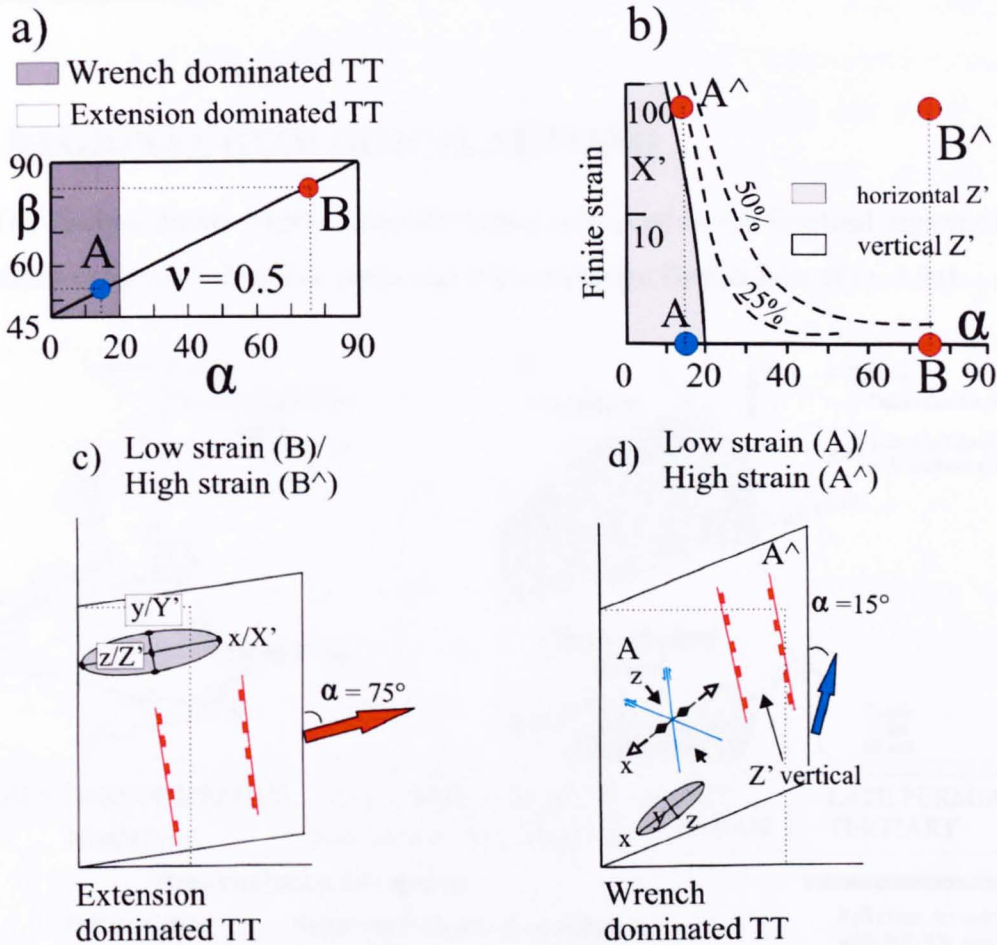 a)
Wrench dominated TT
Extension dominated TT
90
β
60
45
A
B
ν' 0.5
0 20 40 60 90
α
b)
100
X'
10
Finite strain
A^
B^
50%
25%
horizontal Z'
vertical Z'
A
α
B
0 20 40 60 80 90
c) Low strain (B)/
High strain (B^)
y/Y'
x/X'
z/Z'
α = 75°
Extension
dominated TT
d) Low strain (A)/
High strain (A^)
A^
α =15°
A
z
x
Z' vertical
Y
x z
Wrench
dominated TT